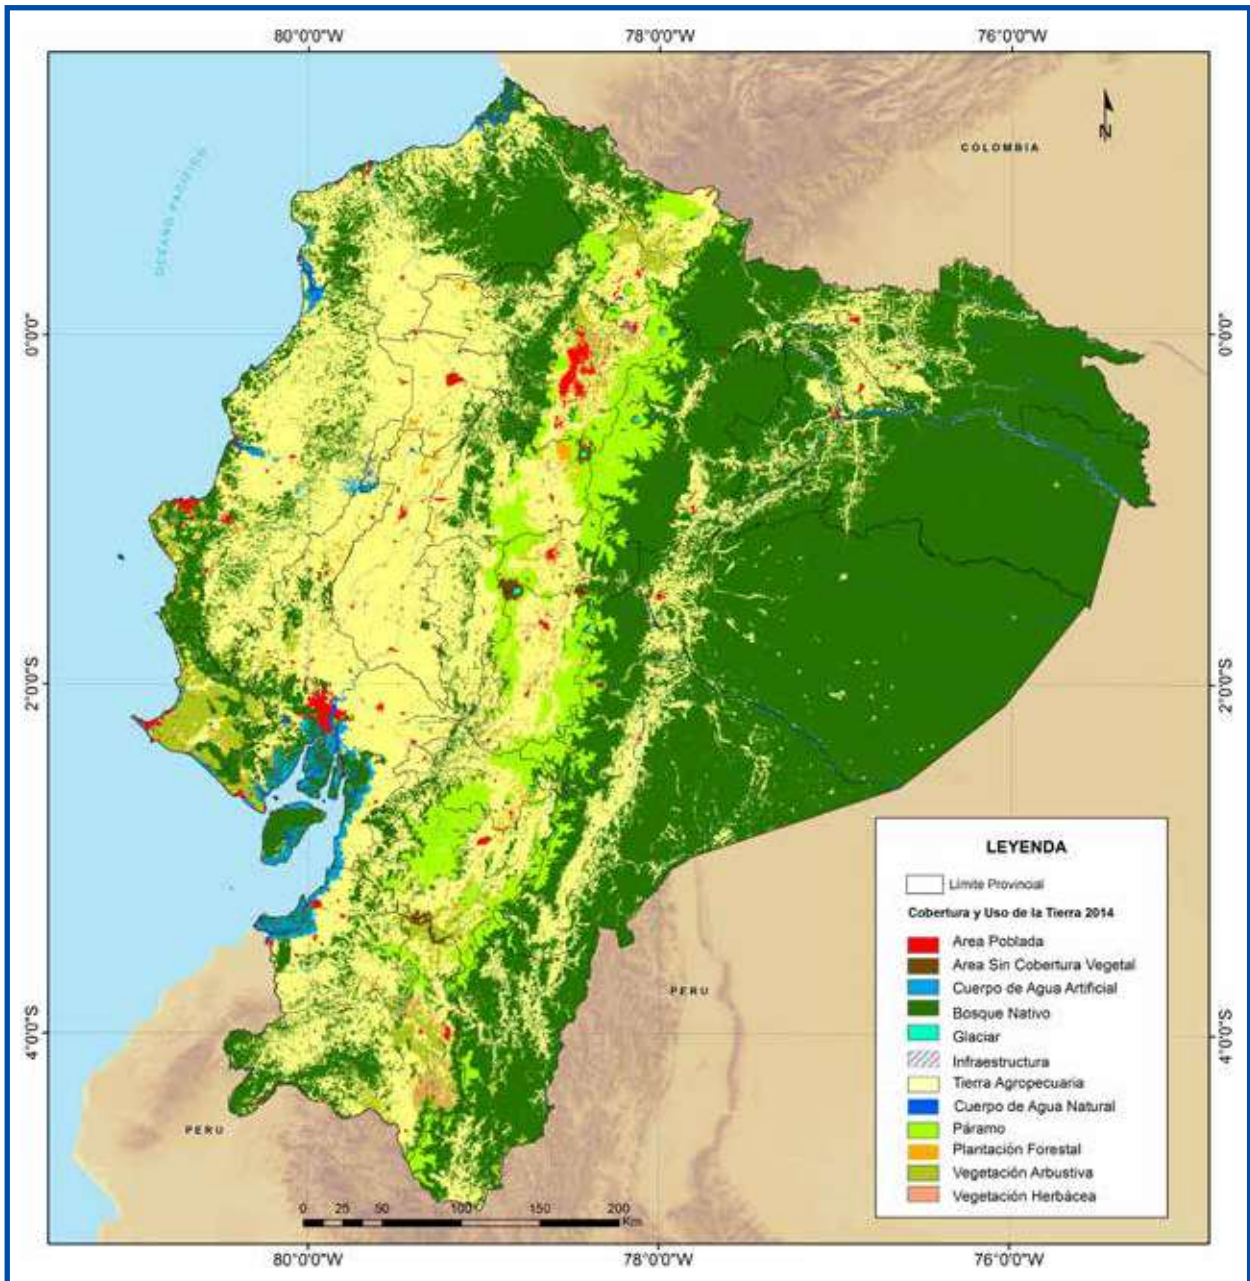 80°0'0"W 78°0'0"W 76°0'0"W
N
COLOMBIA
OCEANO PACIFICO
0°0'0" 0°0'0"
2°0'0"S 2°0'0"S
4°0'0"S 4°0'0"S
PERU
PERU
LEYENDA
Límite Provincial
Cobertura y Uso de la Tierra 2014
Area Poblada
Area Sin Cobertura Vegetal
Cuerpo de Agua Artificial
Bosque Nativo
Glaciar
Infraestructura
Tierra Agropecuaria
Cuerpo de Agua Natural
Páramo
Plantación Forestal
Vegetación Arbustiva
Vegetación Herbácea
0 25 50 100 150 200
Km
80°0'0"W 78°0'0"W 76°0'0"W